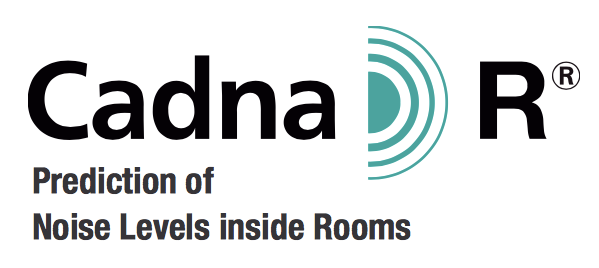 Cadna R®
Prediction of
Noise Levels inside Rooms